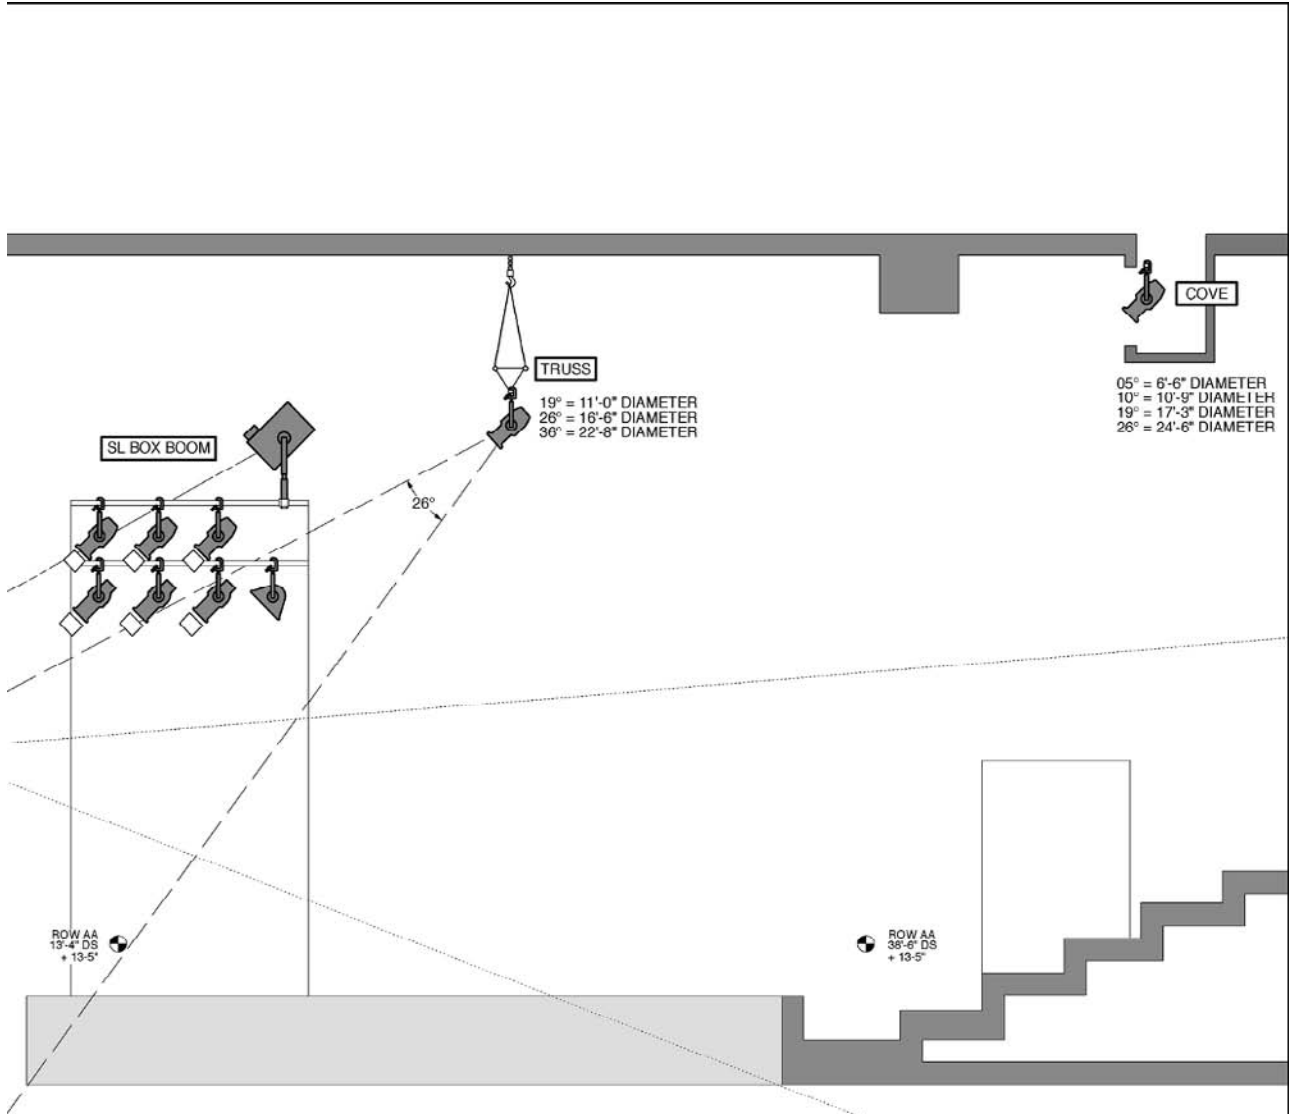 COVE
TRUSS
05° = 6'-6" DIAMETER
10° = 10'-9" DIAMETER
19° = 17'-3" DIAMETER
26° = 24'-6" DIAMETER
19° = 11'-0" DIAMETER
26° = 16'-6" DIAMETER
36° = 22'-8" DIAMETER
SL BOX BOOM
26°
ROW AA
13'-4" DS
+ 13-5"
ROW AA
38'-6" DS
+ 13-5"